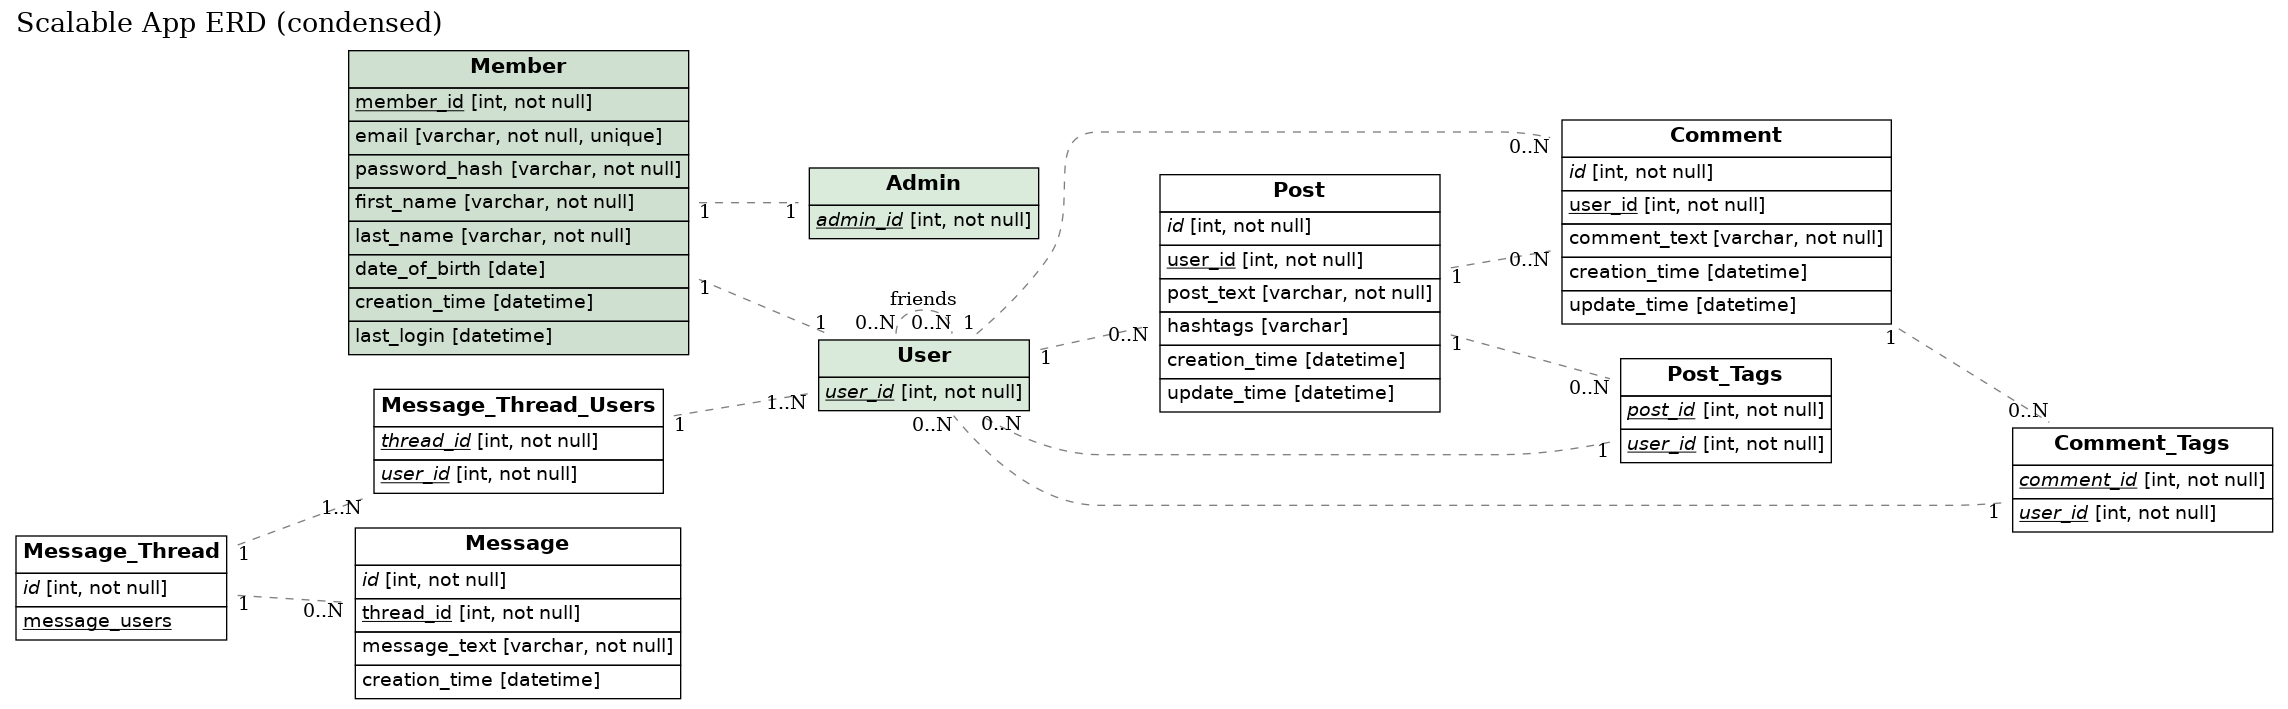 Scalable App ERD (condensed)
Member
member_id [int, not null]
email [varchar, not null, unique]
password_hash [varchar, not null]
first_name [varchar, not null]
last_name [varchar, not null]
date_of_birth [date]
creation_time [datetime]
last_login [datetime]
1
1
1
1
Admin
admin_id [int, not null]
friends
0..N
0..N
1
User
user_id [int, not null]
1
0..N
0..N
0..N
Post
id [int, not null]
user_id [int, not null]
post_text [varchar, not null]
hashtags [varchar]
creation_time [datetime]
update_time [datetime]
1
0..N
1
0..N
0..N
Comment
id [int, not null]
user_id [int, not null]
comment_text [varchar, not null]
creation_time [datetime]
update_time [datetime]
1
0..N
Post_Tags
post_id [int, not null]
user_id [int, not null]
1
Comment_Tags
comment_id [int, not null]
user_id [int, not null]
1
Message_Thread_Users
thread_id [int, not null]
user_id [int, not null]
1
1..N
1..N
Message_Thread
id [int, not null]
message_users
1
1
0..N
Message
id [int, not null]
thread_id [int, not null]
message_text [varchar, not null]
creation_time [datetime]